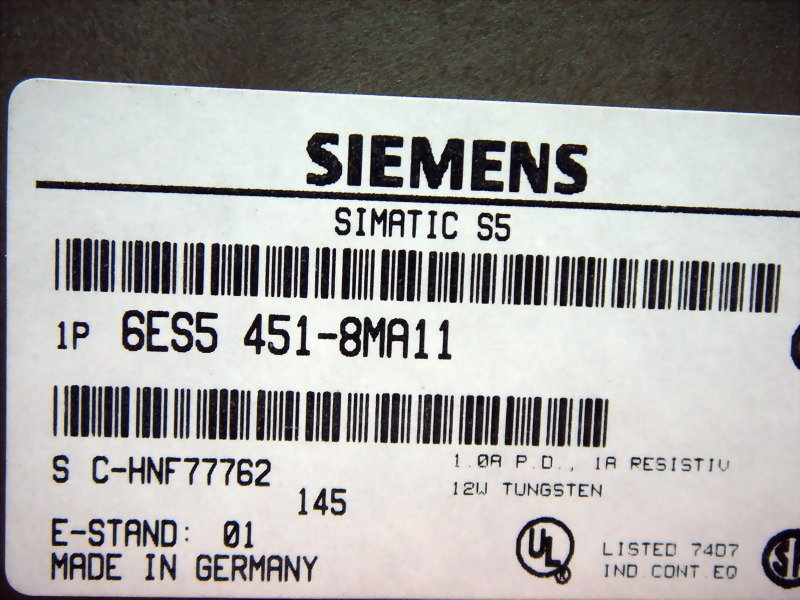 SIEMENS
SIMATIC S5
1P 6ES5 451-8MA11
S C-HNF77762
1.0A P.D., 1A RESISTIV
145
12W TUNGSTEN
E-STAND: 01
MADE IN GERMANY
UL
®
LISTED 7407
IND.CONT.EQ